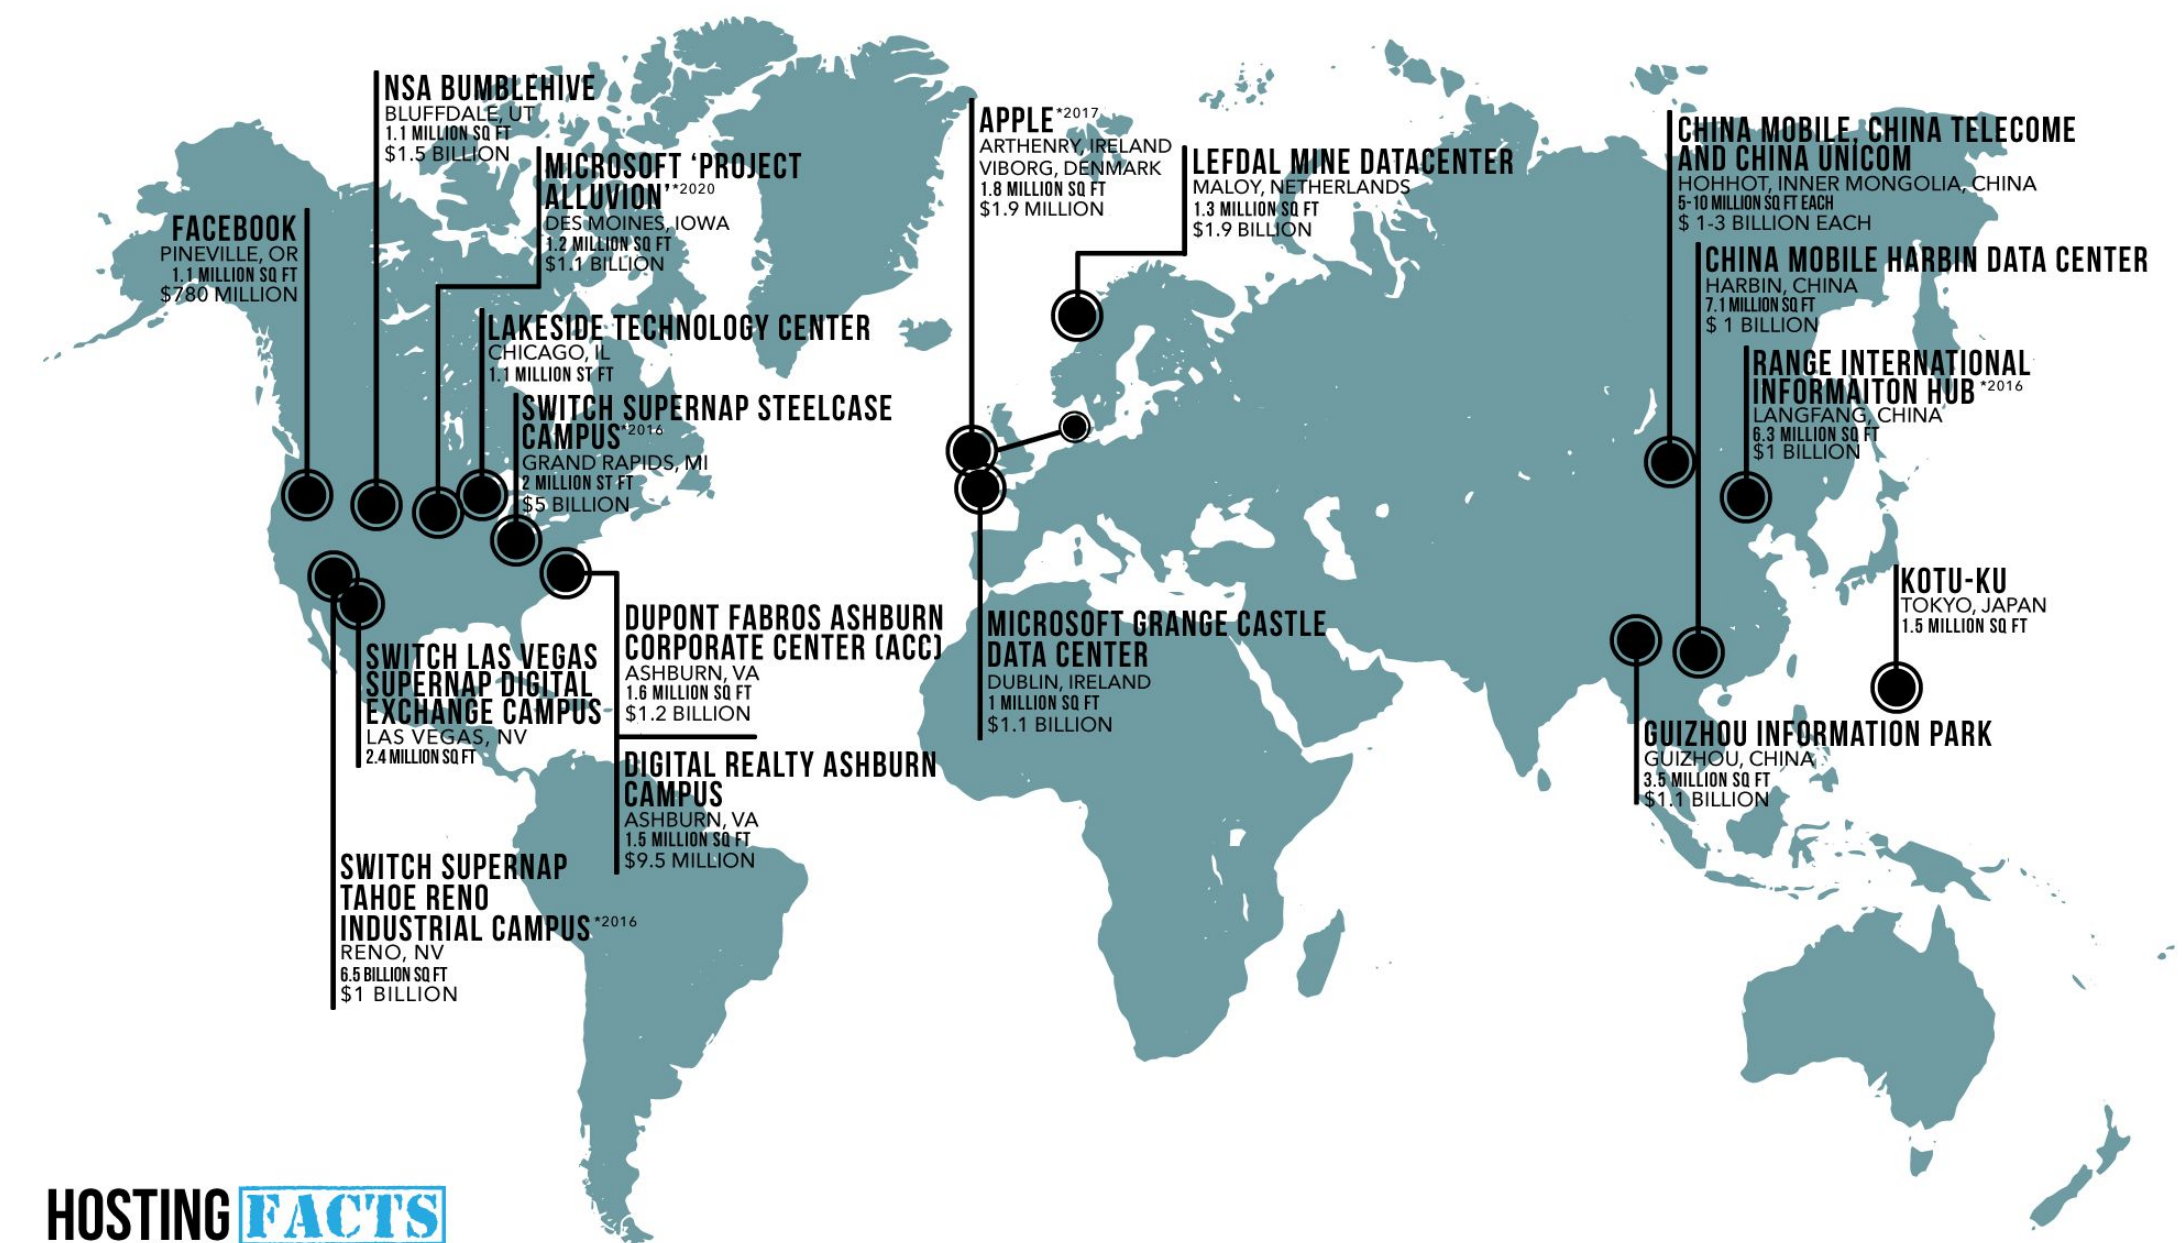 NSA BUMBLEHIVE
BLUFFDALE, UT
1.1 MILLION SQ FT
$1.5 BILLION
MICROSOFT ‘PROJECT
ALLUVION’*2020
DES MOINES, IOWA
1.2 MILLION SQ FT
$1.1 BILLION
FACEBOOK
PINEVILLE, OR
1.1 MILLION SQ FT
$780 MILLION
LAKESIDE TECHNOLOGY CENTER
CHICAGO, IL
1.1 MILLION ST FT
SWITCH SUPERNAP STEELCASE
CAMPUS*2016
GRAND RAPIDS, MI
2 MILLION ST FT
$5 BILLION
APPLE*2017
ARTHENRY, IRELAND
VIBORG, DENMARK
1.8 MILLION SQ FT
$1.9 MILLION
LEFDAL MINE DATACENTER
MALOY, NETHERLANDS
1.3 MILLION SQ FT
$1.9 BILLION
CHINA MOBILE, CHINA TELECOME
AND CHINA UNICOM
HOHHOT, INNER MONGOLIA, CHINA
5-10 MILLION SQ FT EACH
$ 1-3 BILLION EACH
CHINA MOBILE HARBIN DATA CENTER
HARBIN, CHINA
7.1 MILLION SQ FT
$ 1 BILLION
RANGE INTERNATIONAL
INFORMAITON HUB *2016
LANGFANG, CHINA
6.3 MILLION SQ FT
$1 BILLION
KOTU-KU
TOKYO, JAPAN
1.5 MILLION SQ FT
DUPONT FABROS ASHBURN
CORPORATE CENTER (ACC)
ASHBURN, VA
1.6 MILLION SQ FT
$1.2 BILLION
MICROSOFT GRANGE CASTLE
DATA CENTER
DUBLIN, IRELAND
1 MILLION SQ FT
$1.1 BILLION
SWITCH LAS VEGAS
SUPERNAP DIGITAL
EXCHANGE CAMPUS
LAS VEGAS, NV
2.4 MILLION SQ FT
DIGITAL REALTY ASHBURN
CAMPUS
ASHBURN, VA
1.5 MILLION SQ FT
$9.5 MILLION
GUIZHOU INFORMATION PARK
GUIZHOU, CHINA
3.5 MILLION SQ FT
$1.1 BILLION
SWITCH SUPERNAP
TAHOE RENO
INDUSTRIAL CAMPUS *2016
RENO, NV
6.5 BILLION SQ FT
$1 BILLION
HOSTING FACTS